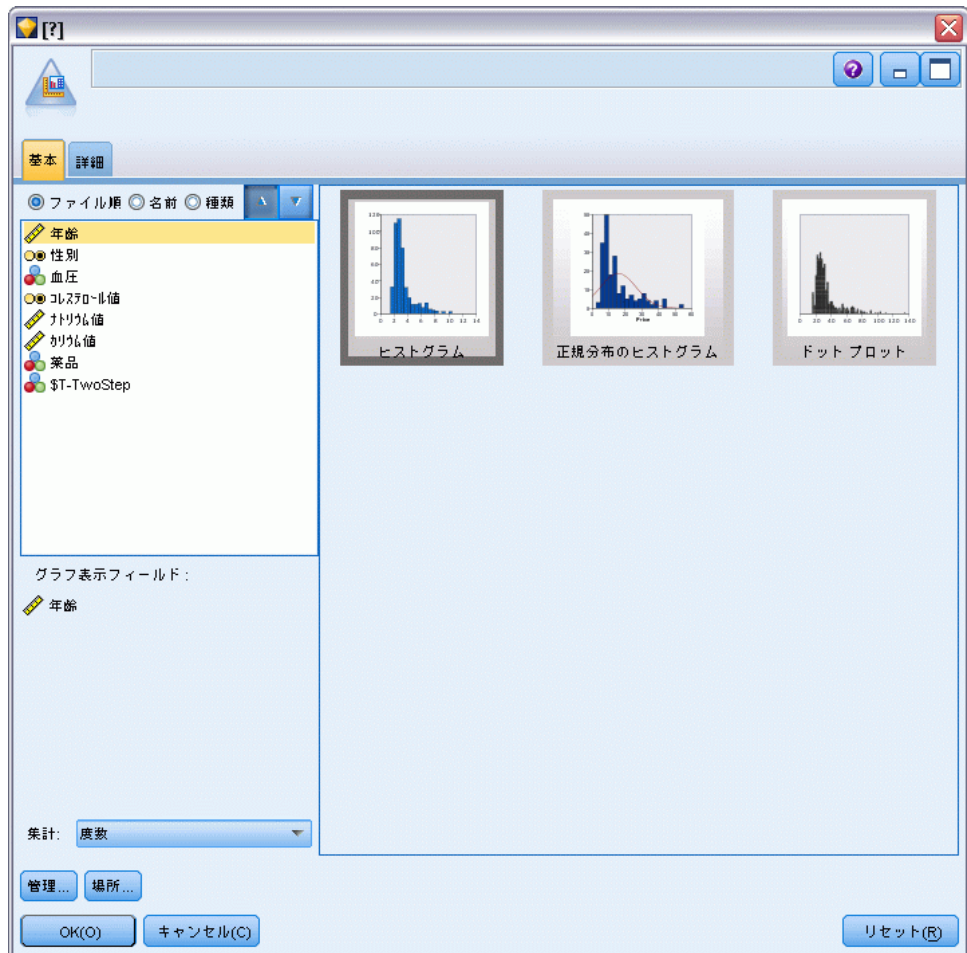 [?]
基本 詳細
ファイル順 名前 種類
年齢
性別
血圧
コレステロール値
ナトリウム値
カリウム値
薬品
$T-TwoStep
ヒストグラム
正規分布のヒストグラム
Price
ドット プロット
グラフ表示フィールド:
年齢
集計: 度数
管理... 場所...
OK(O) キャンセル(C) リセット(R)